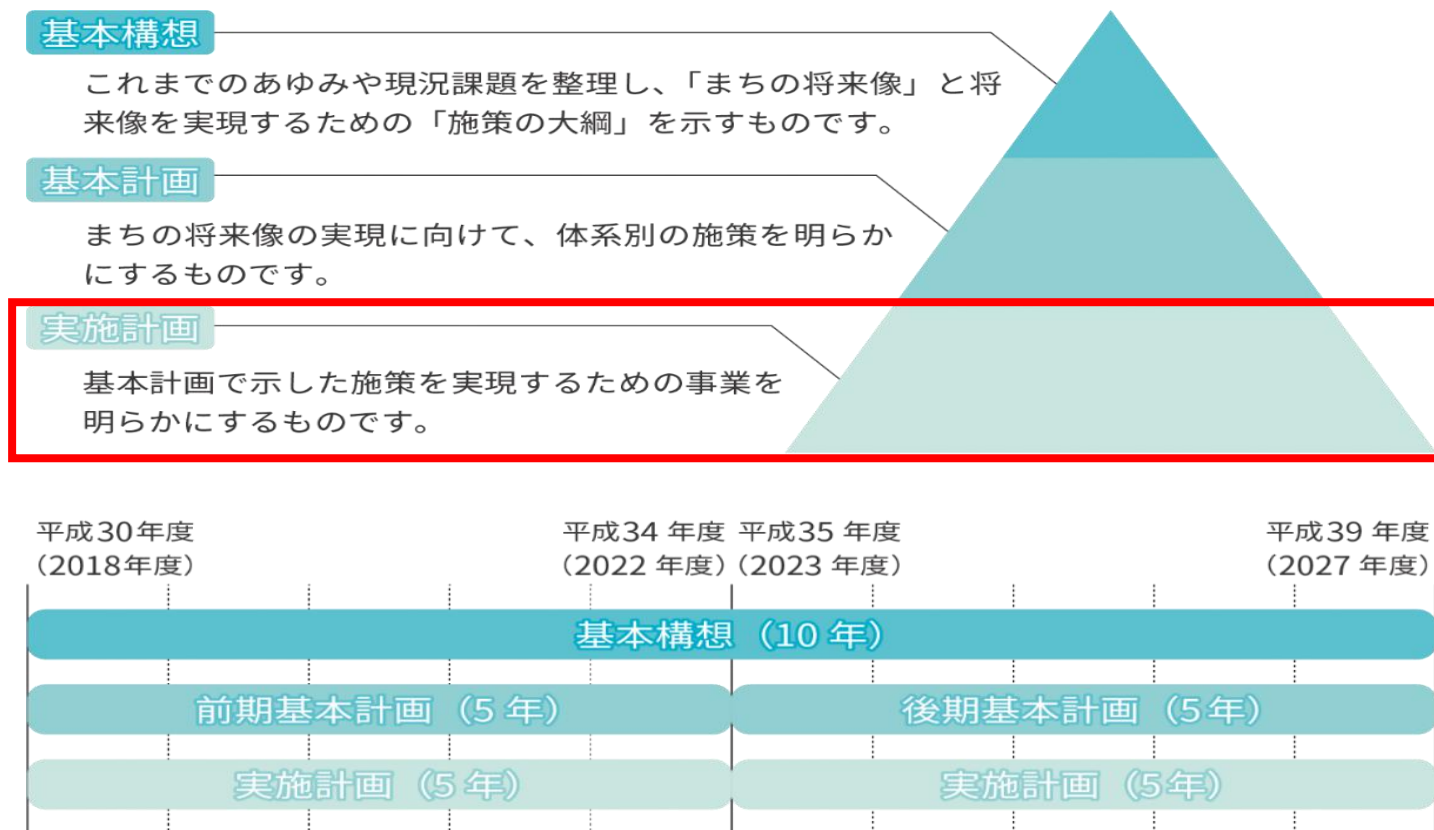 基本構想
これまでのあゆみや現況課題を整理し、「まちの将来像」と将
来像を実現するための「施策の大綱」を示すものです。
基本計画
まちの将来像の実現に向けて、体系別の施策を明らか
にするものです。
実施計画
基本計画で示した施策を実現するための事業を
明らかにするものです。
平成30年度 平成34 年度 平成35 年度 平成39 年度
(2018年度) (2022 年度) (2023 年度) (2027 年度)
基本構想（10 年）
前期基本計画（5 年） 後期基本計画（5年）
実施計画（5 年） 実施計画（5年）